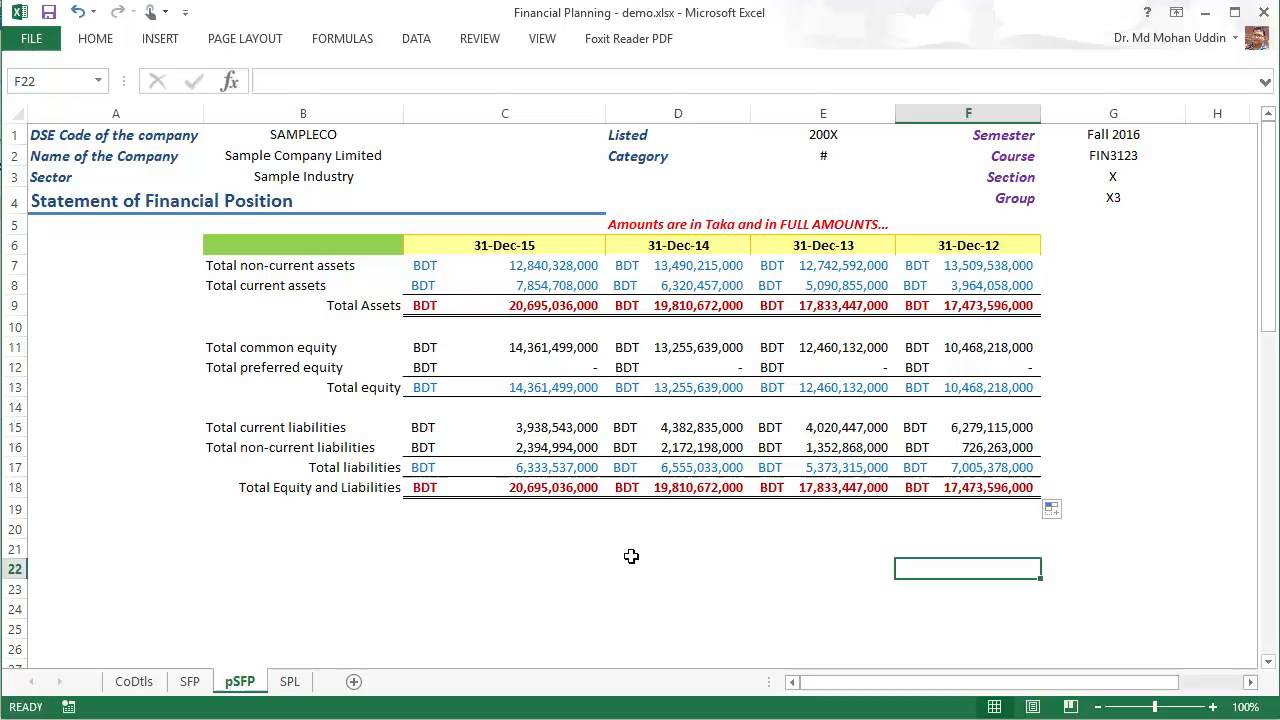 Financial Planning - demo.xlsx - Microsoft Excel
FILE HOME INSERT PAGE LAYOUT FORMULAS DATA REVIEW VIEW Foxit Reader PDF Dr. Md Mohan Uddin
F22 fx
A B C D E F G H
1 DSE Code of the company SAMPLECO Listed 200X Semester Fall 2016
2 Name of the Company Sample Company Limited Category # Course FIN3123
3 Sector Sample Industry Section X
4 Statement of Financial Position Group X3
5 Amounts are in Taka and in FULL AMOUNTS...
6 31-Dec-15 31-Dec-14 31-Dec-13 31-Dec-12
7 Total non-current assets BDT 12,840,328,000 BDT 13,490,215,000 BDT 12,742,592,000 BDT 13,509,538,000
8 Total current assets BDT 7,854,708,000 BDT 6,320,457,000 BDT 5,090,855,000 BDT 3,964,058,000
9 Total Assets BDT 20,695,036,000 BDT 19,810,672,000 BDT 17,833,447,000 BDT 17,473,596,000
10
11 Total common equity BDT 14,361,499,000 BDT 13,255,639,000 BDT 12,460,132,000 BDT 10,468,218,000
12 Total preferred equity BDT - BDT - BDT - BDT -
13 Total equity BDT 14,361,499,000 BDT 13,255,639,000 BDT 12,460,132,000 BDT 10,468,218,000
14
15 Total current liabilities BDT 3,938,543,000 BDT 4,382,835,000 BDT 4,020,447,000 BDT 6,279,115,000
16 Total non-current liabilities BDT 2,394,994,000 BDT 2,172,198,000 BDT 1,352,868,000 BDT 726,263,000
17 Total liabilities BDT 6,333,537,000 BDT 6,555,033,000 BDT 5,373,315,000 BDT 7,005,378,000
18 Total Equity and Liabilities BDT 20,695,036,000 BDT 19,810,672,000 BDT 17,833,447,000 BDT 17,473,596,000
19
20
21
22
23
24
25
26
27
CoDtls SFP pSFP SPL
READY 100%